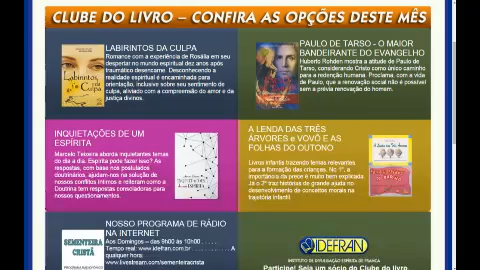 CLUBE DO LIVRO – CONFIRA AS OPÇÕES DESTE MÊS
LABIRINTOS DA CULPA
Romance com a experiência de Rosália em seu
despertar no mundo espiritual dez anos após
traumático desencarne. Desconhecendo a
realidade espiritual é encaminhada para
orientação, inclusive sobre seu sentimento de
culpa, aliviado com a compreensão do amor e da
justiça divinos.
Labirintos
da Culpa
PAULO DE TARSO - O MAIOR
BANDEIRANTE DO EVANGELHO
Huberto Rohden mostra a atitude de Paulo de
Tarso, considerando Cristo como único caminho
para a redenção humana. Proclama, com a vida
de Paulo, que a renovação social não é possível
sem a prévia renovação do homem.
INQUIETAÇÕES DE UM
ESPÍRITA
Marcelo Teixeira aborda inquietantes temas
do dia a dia. Espírita pode fazer isso? As
respostas, com base nos postulados
doutrinários, ajudam-nos na solução de
nossos conflitos íntimos e reiteram como a
Doutrina tem respostas consoladoras para
nossos questionamentos.
A LENDA DAS TRÊS
ÁRVORES e VOVÔ E AS
FOLHAS DO OUTONO
Livros infantis trazendo temas relevantes
para a formação das crianças. No 1º, a
importância da prece é muito bem explicada.
Já o 2º traz histórias de grande ajuda no
desenvolvimento de conceitos morais na
trajetória infantil.
NOSSO PROGRAMA DE RÁDIO
NA INTERNET
Aos Domingos – das 9h00 às 10h00 . . . . .
Tempo real: www.idefran.com.br . . . . . . . . . A
qualquer hora:
www.livestream.com/sementeiracrista
SEMENTEIRA
CRISTÃ
IDEFRAN
INSTITUTO DE DIVULGAÇÃO ESPÍRITA DE FRANCA
Participe! Seja um sócio do Clube do livro